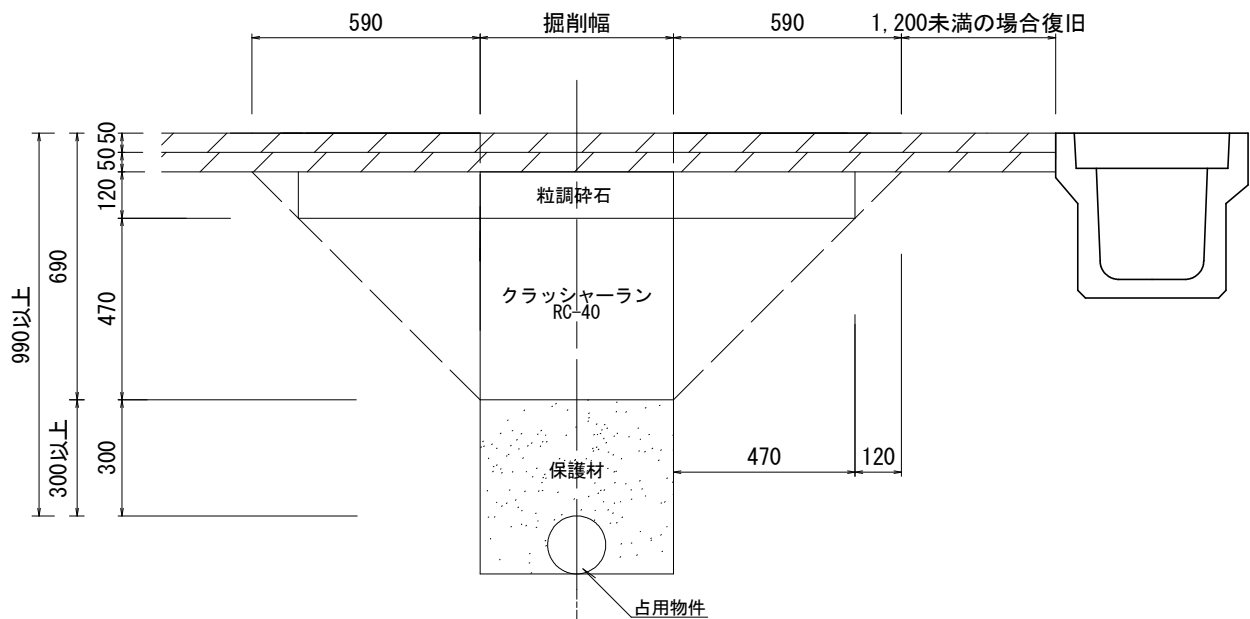 590
掘削幅
590
1,200未満の場合復旧
50
50
120
粒調砕石
690
470
クラッシャーラン
RC-40
990以上
300以上
300
保護材
470
120
占用物件